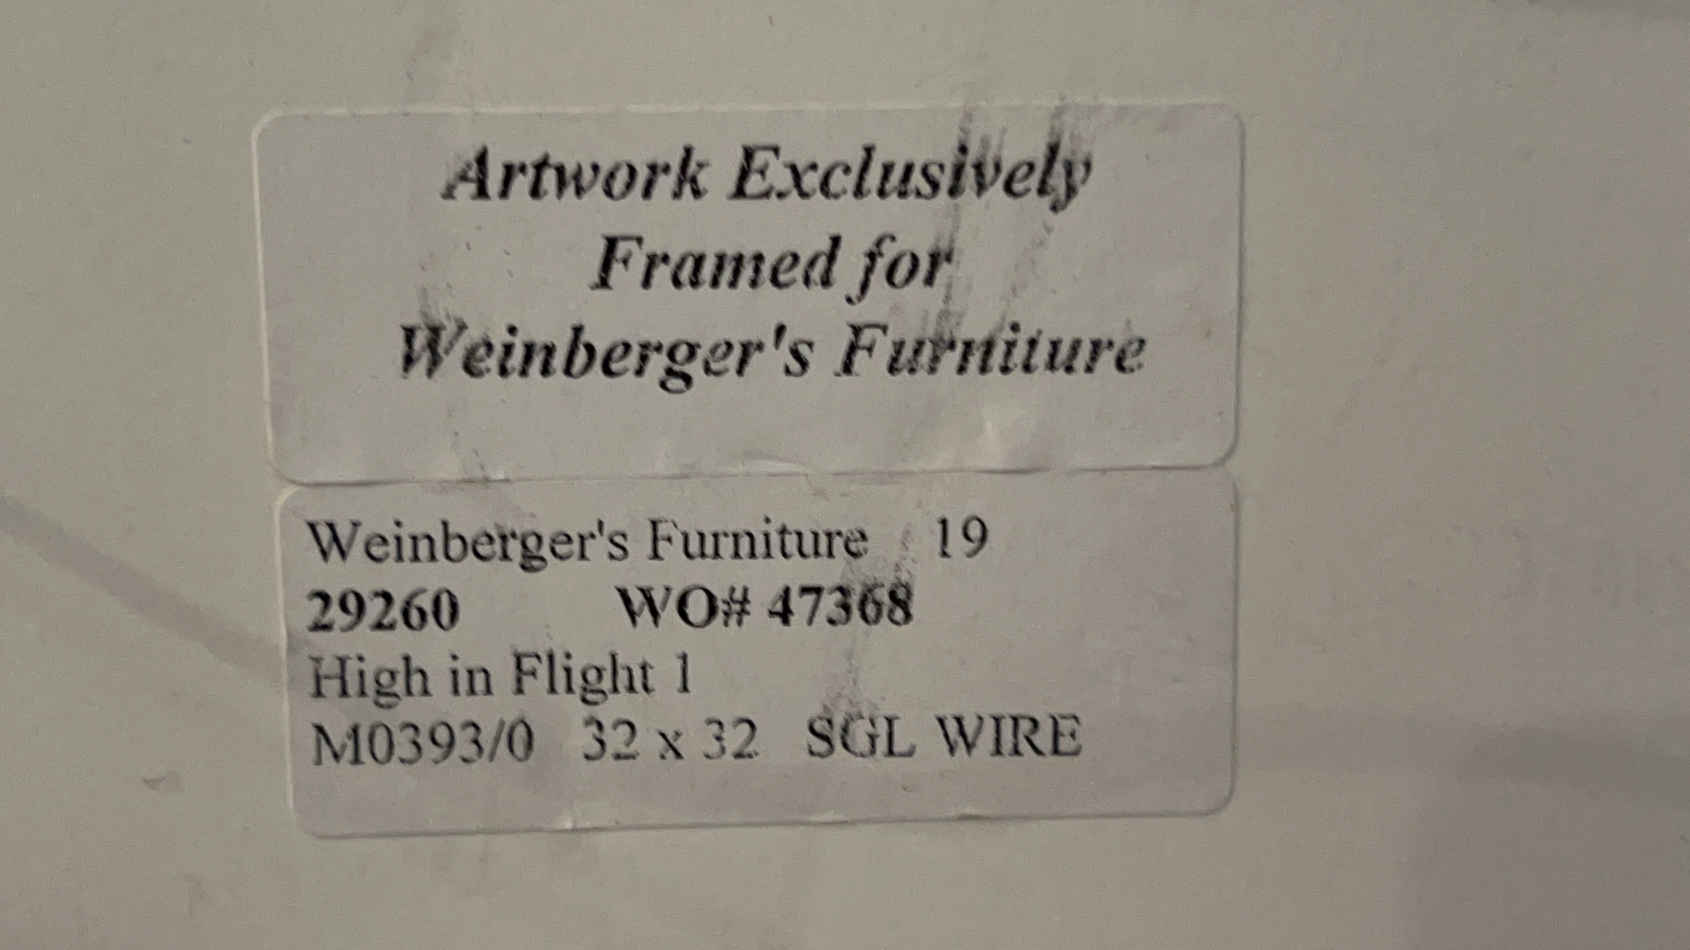 Artwork Exclusively
Framed for
Weinberger's Furniture
Weinberger's Furniture 19
29260 WO# 47368
High in Flight 1
M0393/0 32 x 32 SGL WIRE